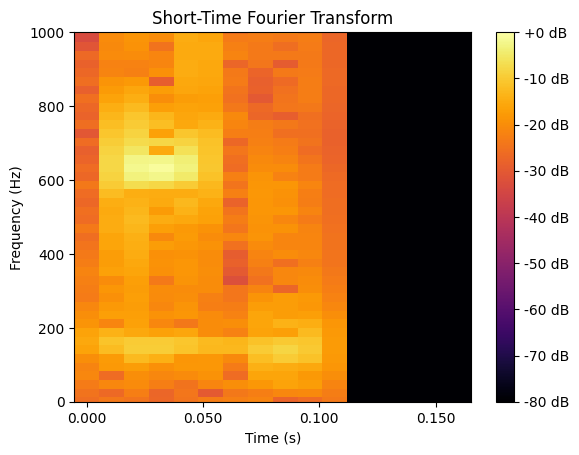 Short-Time Fourier Transform
1000
800
600
400
200
0
Frequency (Hz)
0.000
0.050
0.100
0.150
Time (s)
+0 dB
-10 dB
-20 dB
-30 dB
-40 dB
-50 dB
-60 dB
-70 dB
-80 dB